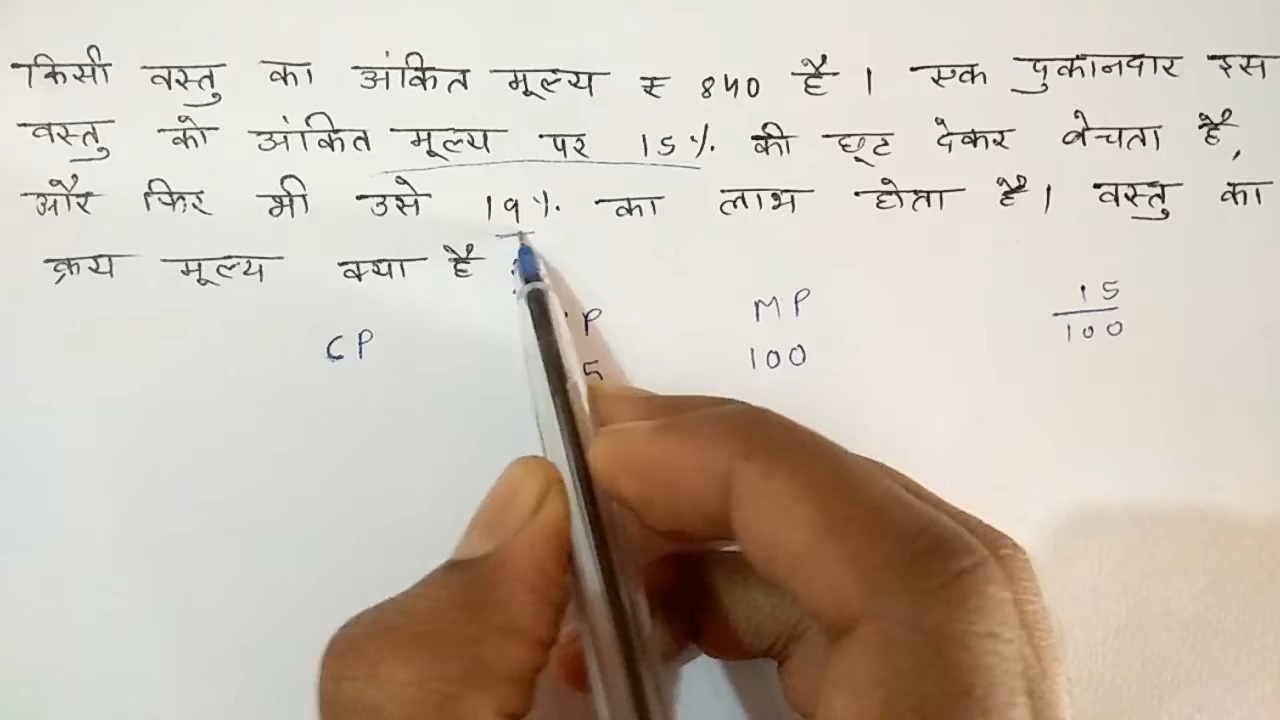 किसी वस्तु का अंकित मूल्य ₹ 840 है। एक दुकानदार इस
वस्तु को अंकित मूल्य पर 15% की छूट देकर बेचता है,
और फिर भी उसे 19% का लाभ होता है। वस्तु का
क्रय मूल्य क्या है
CP P MP 15
5 100 100